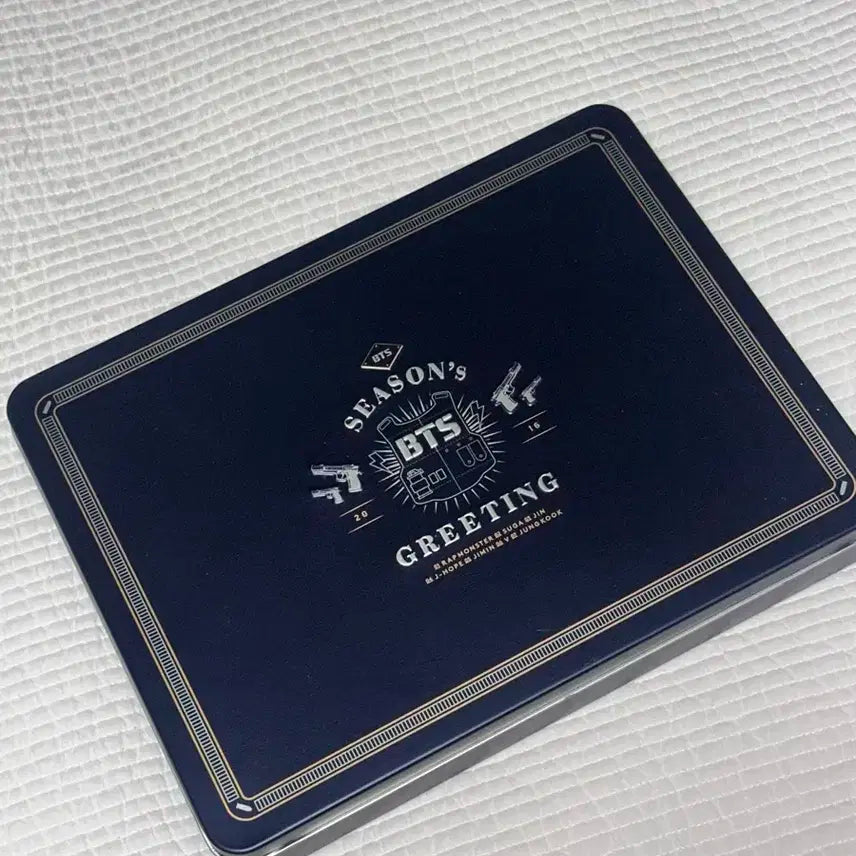 BTS
SEASON's
BTS
20 16
GREETING
RAPMONSTER SUGA JIN
J-HOPE JIMIN V JUNGKOOK